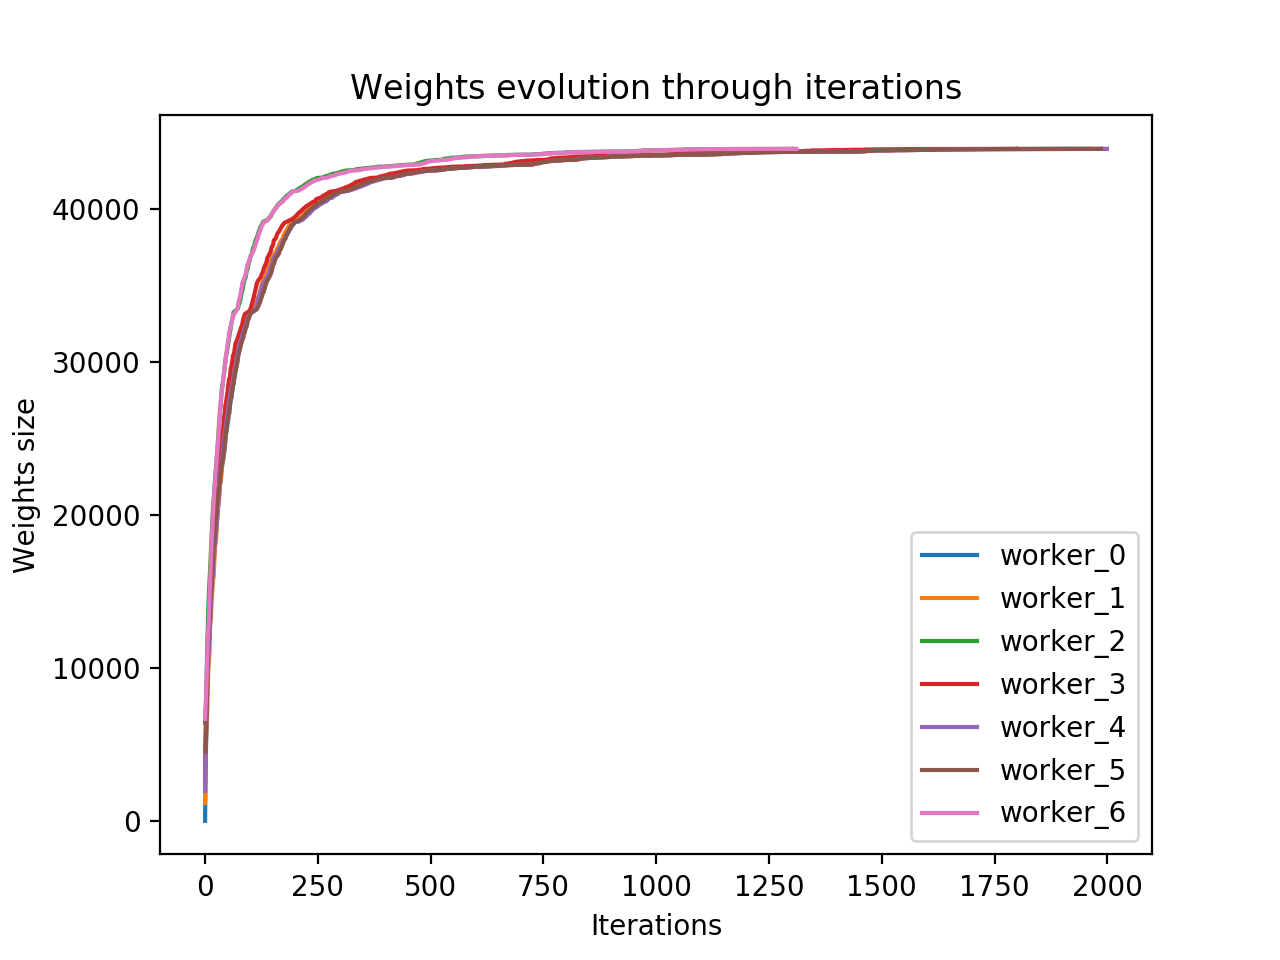 Weights evolution through iterations
Weights size
40000
30000
20000
10000
0
worker_0
worker_1
worker_2
worker_3
worker_4
worker_5
worker_6
0 250 500 750 1000 1250 1500 1750 2000
Iterations